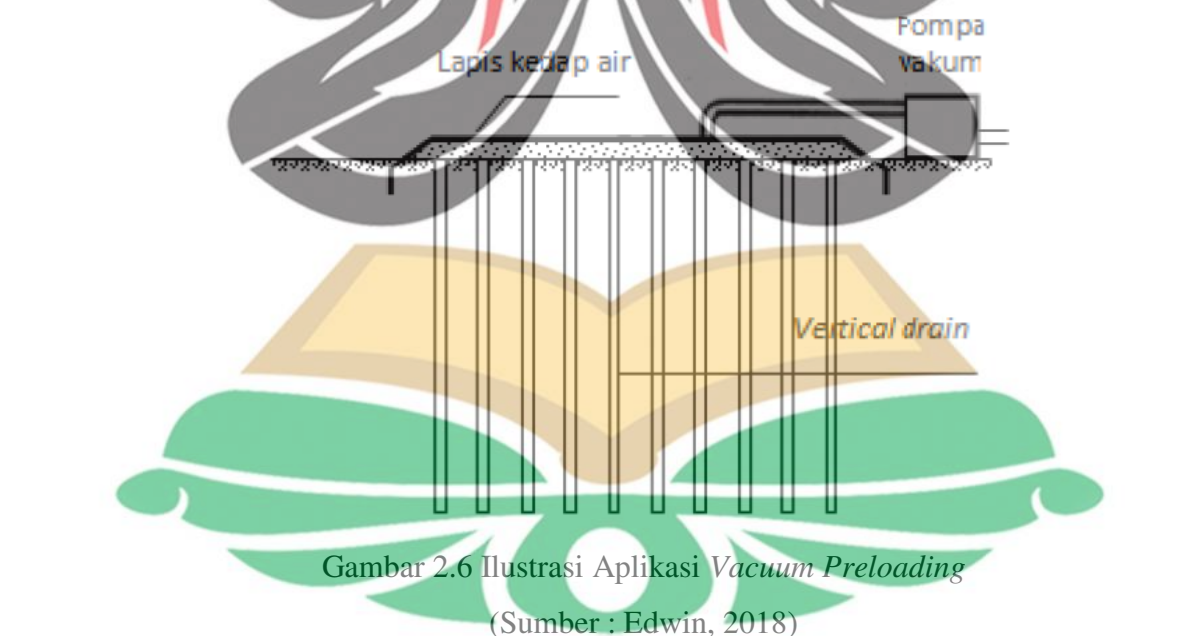 Pompa
vakum
Lapis kedap air
Vertical drain
Gambar 2.6 Ilustrasi Aplikasi Vacuum Preloading
(Sumber : Edwin, 2018)